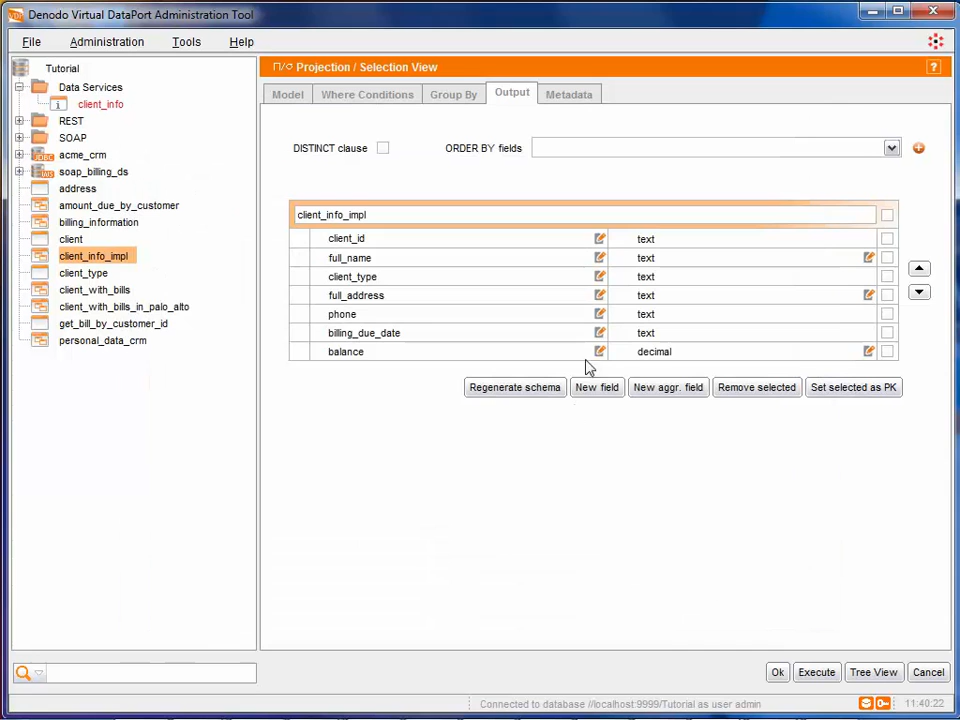 Denodo Virtual DataPort Administration Tool
File Administration Tools Help
Tutorial
Data Services
client_info
REST
SOAP
acme_crm
soap_billing_ds
address
amount_due_by_customer
billing_information
client
client_info_impl
client_type
client_with_bills
client_with_bills_in_palo_alto
get_bill_by_customer_id
personal_data_crm
Projection / Selection View
?
Model Where Conditions Group By Output Metadata
DISTINCT clause ORDER BY fields
client_info_impl
client_id text
full_name text
client_type text
full_address text
phone text
billing_due_date text
balance decimal
Regenerate schema New field New aggr. field Remove selected Set selected as PK
Ok Execute Tree View Cancel
Connected to database //localhost:9999/Tutorial as user admin 11:40:22